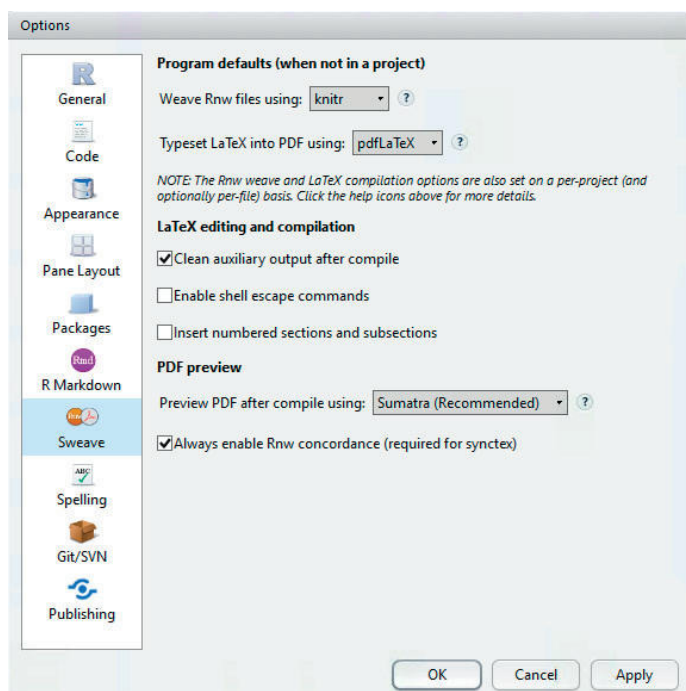 Options
General
Code
Appearance
Pane Layout
Packages
Rmd
R Markdown
Sweave
ABC
Spelling
Git/SVN
Publishing
Program defaults (when not in a project)
Weave Rnw files using: knitr ?
Typeset LaTeX into PDF using: pdfLaTeX ?
NOTE: The Rnw weave and LaTeX compilation options are also set on a per-project (and
optionally per-file) basis. Click the help icons above for more details.
LaTeX editing and compilation
Clean auxiliary output after compile
Enable shell escape commands
Insert numbered sections and subsections
PDF preview
Preview PDF after compile using: Sumatra (Recommended) ?
Always enable Rnw concordance (required for synctex)
OK Cancel Apply